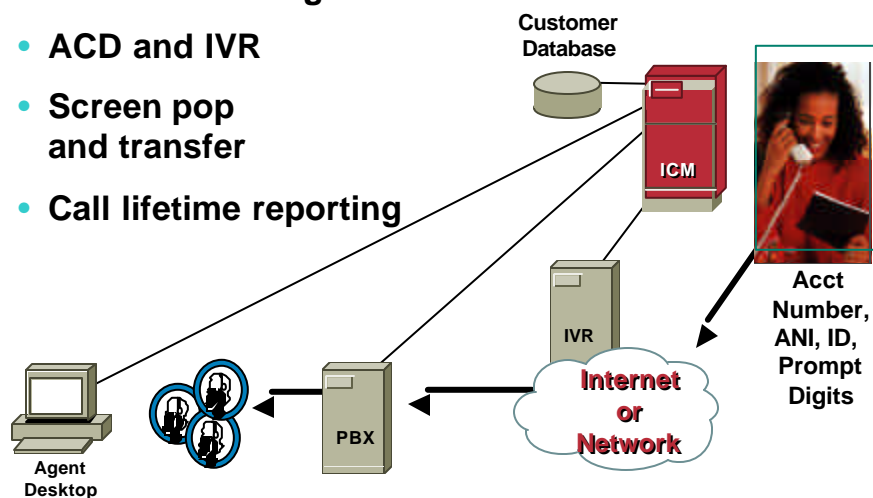 • ACD and IVR
• Screen pop
and transfer
• Call lifetime reporting
Customer
Database
ICM
Acct
Number,
ANI, ID,
Prompt
Digits
IVR
Internet
or
Network
PBX
Agent
Desktop